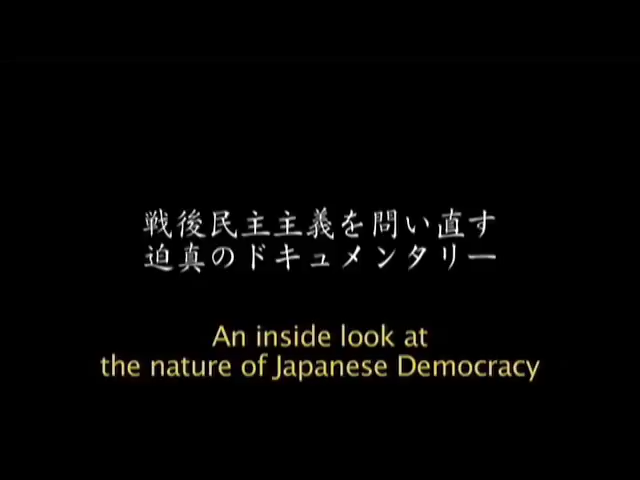 戦後民主主義を問い直す
迫真のドキュメンタリー
An inside look at
the nature of Japanese Democracy